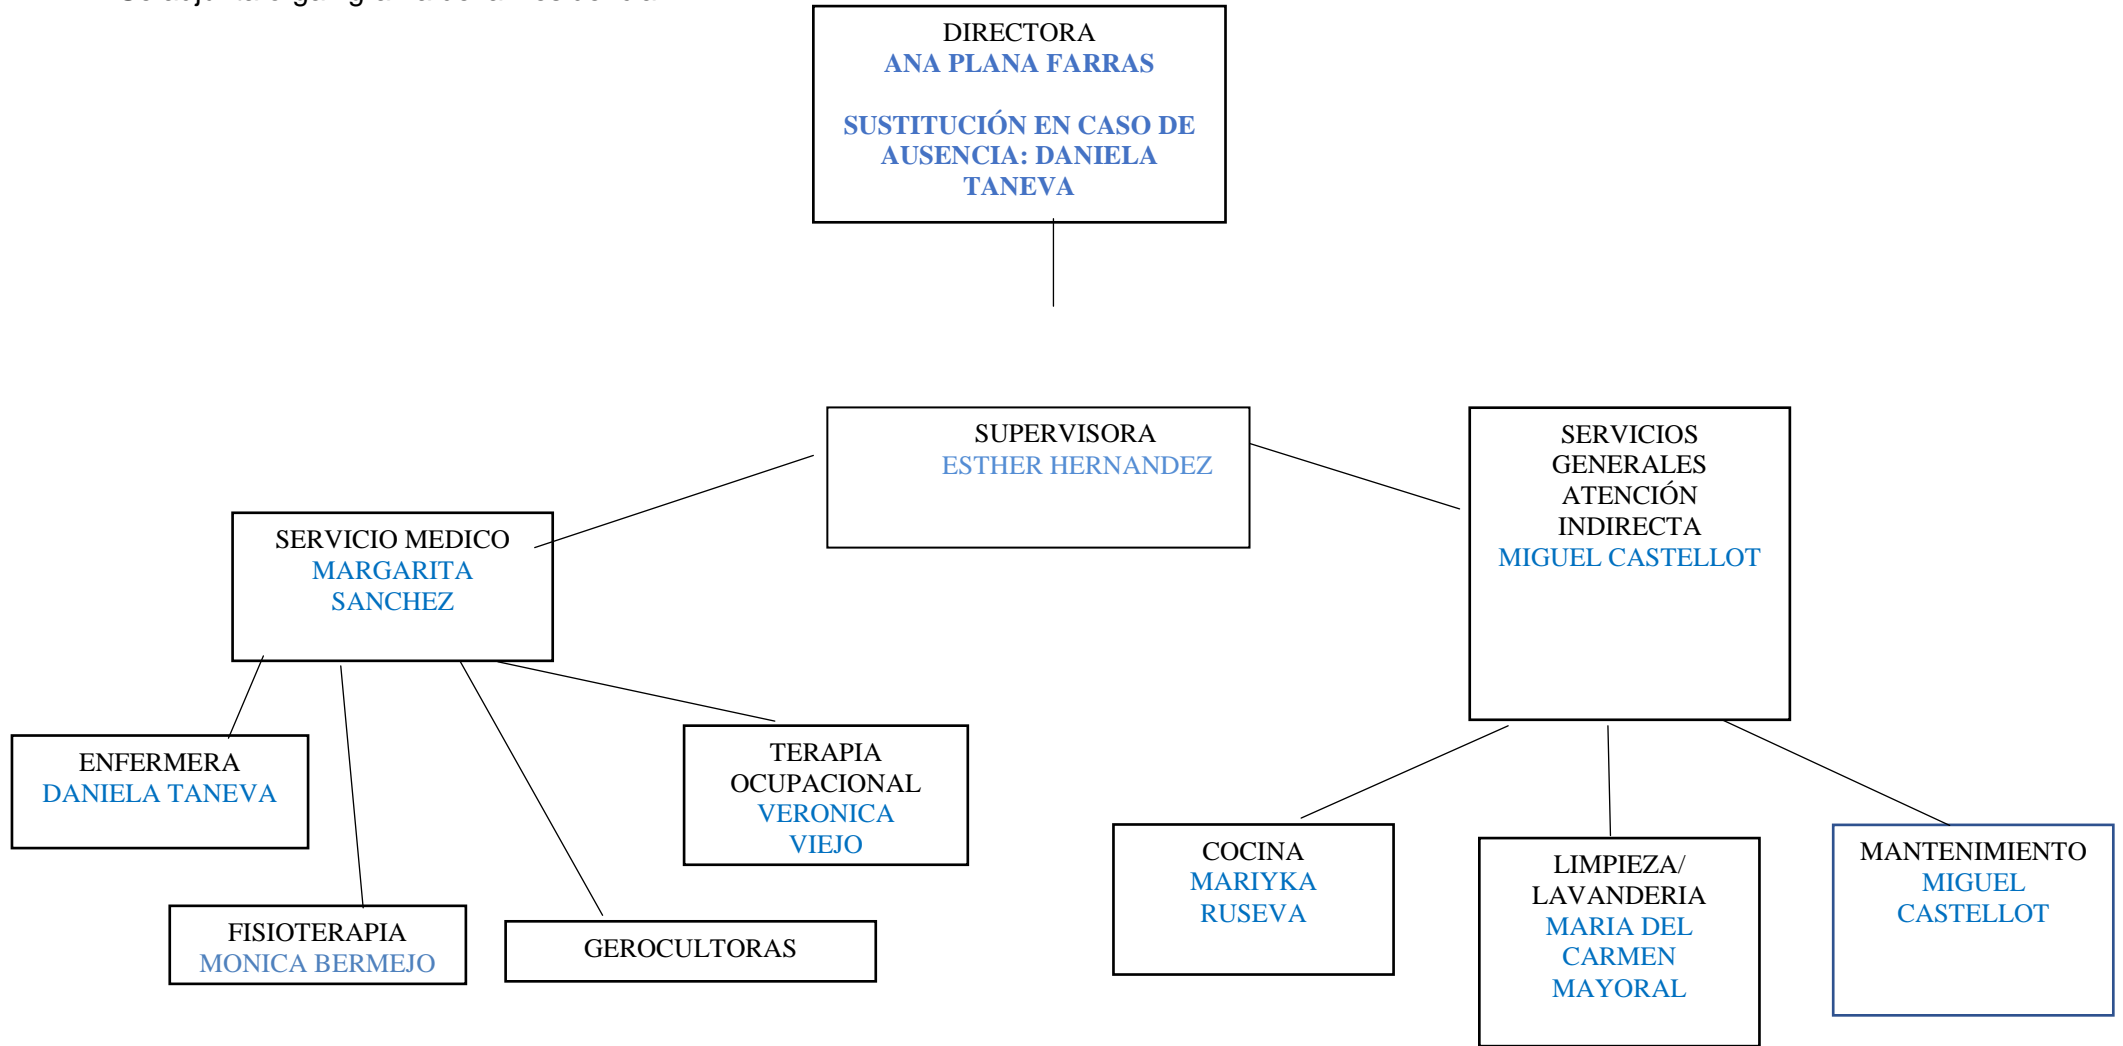 DIRECTORA
ANA PLANA FARRAS
SUSTITUCIÓN EN CASO DE
AUSENCIA: DANIELA
TANEVA
SUPERVISORA
ESTHER HERNANDEZ
SERVICIOS
GENERALES
ATENCIÓN
INDIRECTA
MIGUEL CASTELLOT
SERVICIO MEDICO
MARGARITA
SANCHEZ
ENFERMERA
DANIELA TANEVA
TERAPIA
OCUPACIONAL
VERONICA
VIEJO
FISIOTERAPIA
MONICA BERMEJO
GEROCULTORAS
COCINA
MARIYKA
RUSEVA
LIMPIEZA/
LAVANDERIA
MARIA DEL
CARMEN
MAYORAL
MANTENIMIENTO
MIGUEL
CASTELLOT